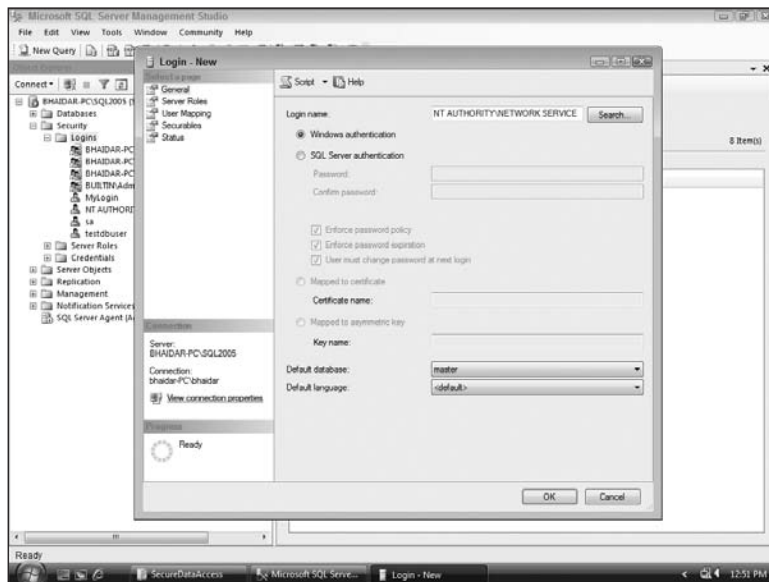 Microsoft SQL Server Management Studio
File Edit View Tools Window Community Help
New Query
Connect
BHAIDAR-PC\SQL2005
Databases
Security
Logins
BHAIDAR-PC
BHAIDAR-PC
BHAIDAR-PC
BUILTIN\Adm
MyLogin
NT AUTHORI
sa
testdbuser
Server Roles
Credentials
Server Objects
Replication
Management
Notification Services
SQL Server Agent (A
8 Item(s)
Login - New
Select a page
General
Server Roles
User Mapping
Securables
Status
Connection
Server:
BHAIDAR-PC\SQL2005
Connection:
bhaidar-PC\bhaidar
View connection properties
Progress
Ready
Script Help
Login name: NT AUTHORITY\NETWORK SERVICE Search...
Windows authentication
SQL Server authentication
Password:
Confirm password:
Enforce password policy
Enforce password expiration
User must change password at next login
Mapped to certificate
Certificate name:
Mapped to asymmetric key
Key name:
Default database: master
Default language: <default>
OK Cancel
Ready
SecureDataAccess Microsoft SQL Serve... Login - New 12:51 PM